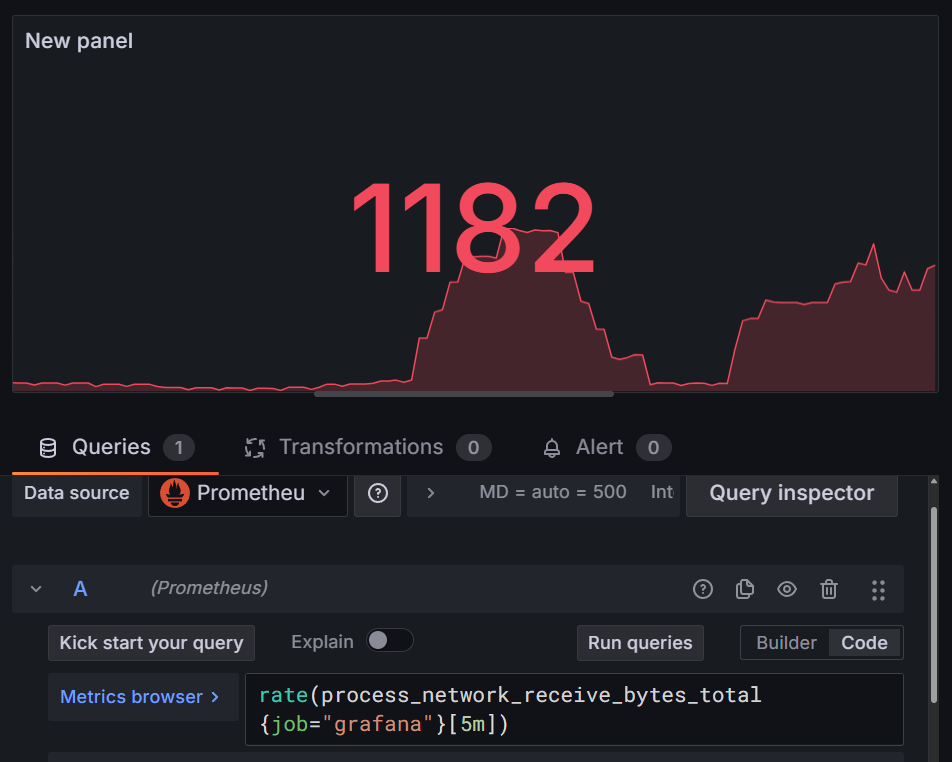 New panel
1182
Queries 1 Transformations 0 Alert 0
Data source Prometheu MD = auto = 500 Int Query inspector
A (Prometheus)
Kick start your query Explain Run queries Builder Code
Metrics browser > rate(process_network_receive_bytes_total
{job="grafana"}[5m])